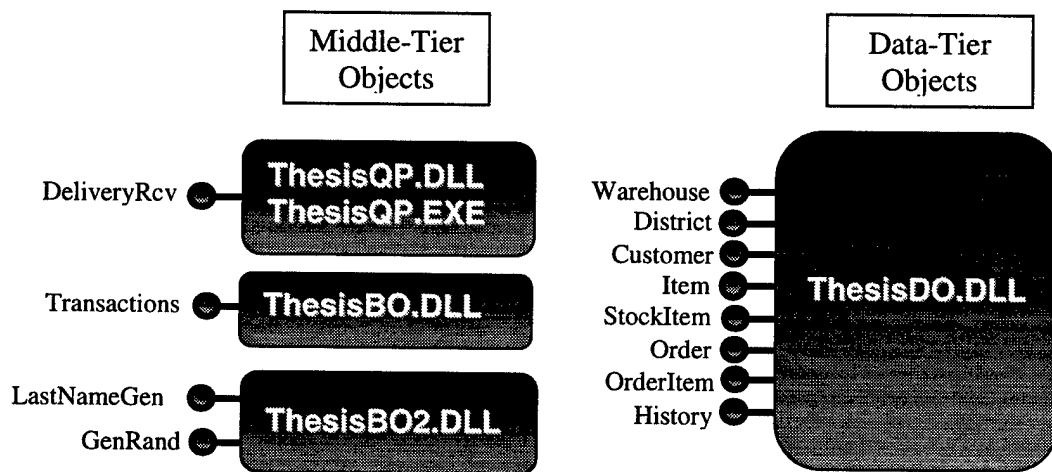 Middle-Tier
Objects
DeliveryRcv
ThesisQP.DLL
ThesisQP.EXE
Transactions
ThesisBO.DLL
LastNameGen
GenRand
ThesisBO2.DLL
Data-Tier
Objects
Warehouse
District
Customer
Item
StockItem
Order
OrderItem
History
ThesisDO.DLL